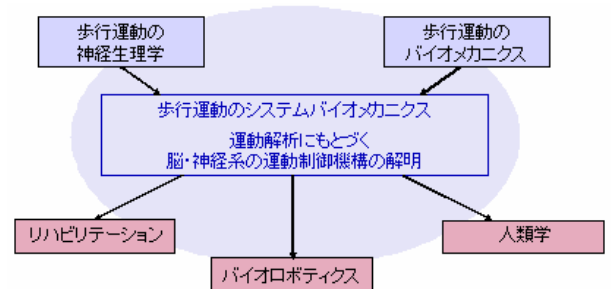 歩行運動の
神経生理学
歩行運動の
バイオメカニクス
歩行運動のシステムバイオメカニクス
運動解析にもとづく
脳・神経系の運動制御機構の解明
リハビリテーション
人類学
バイオロボティクス